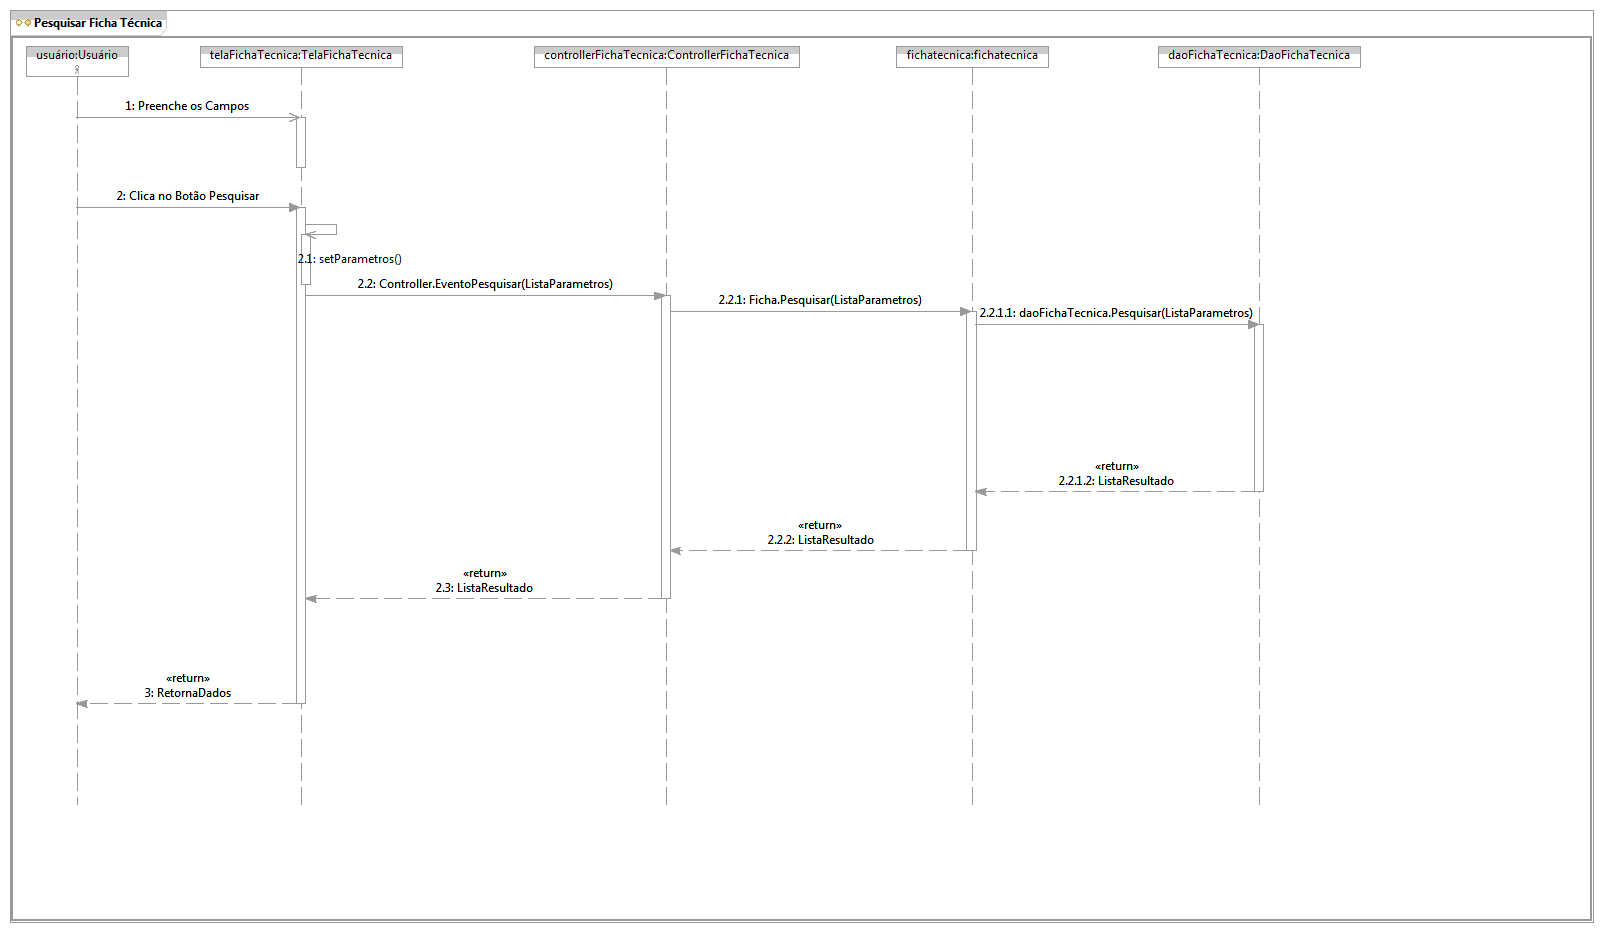 Pesquisar Ficha Técnica
usuário:Usuário
telaFichaTecnica:TelaFichaTecnica
controllerFichaTecnica:ControllerFichaTecnica
fichatecnica:fichatecnica
daoFichaTecnica:DaoFichaTecnica
1: Preenche os Campos
2: Clica no Botão Pesquisar
2.1: setParametros()
2.2: Controller.EventoPesquisar(ListaParametros)
2.2.1: Ficha.Pesquisar(ListaParametros)
2.2.1.1: daoFichaTecnica.Pesquisar(ListaParametros)
«return»
2.2.1.2: ListaResultado
«return»
2.2.2: ListaResultado
«return»
2.3: ListaResultado
«return»
3: RetornaDados